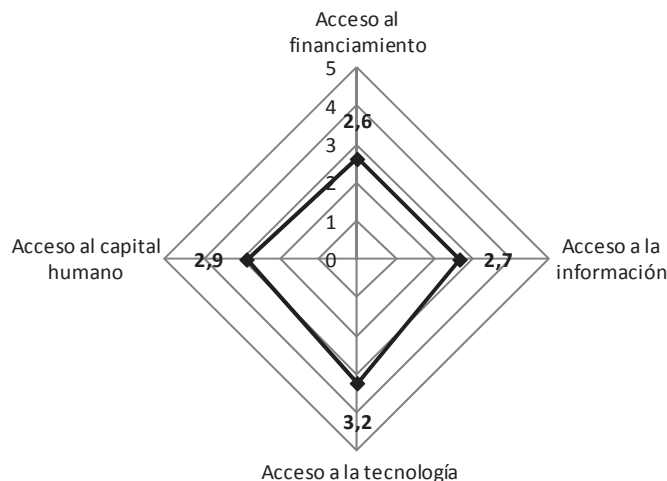 Acceso al
financiamiento
5
4
2,6
3
2
1
Acceso al capital
humano
2,9
0
2,7
Acceso a la
información
3,2
Acceso a la tecnología